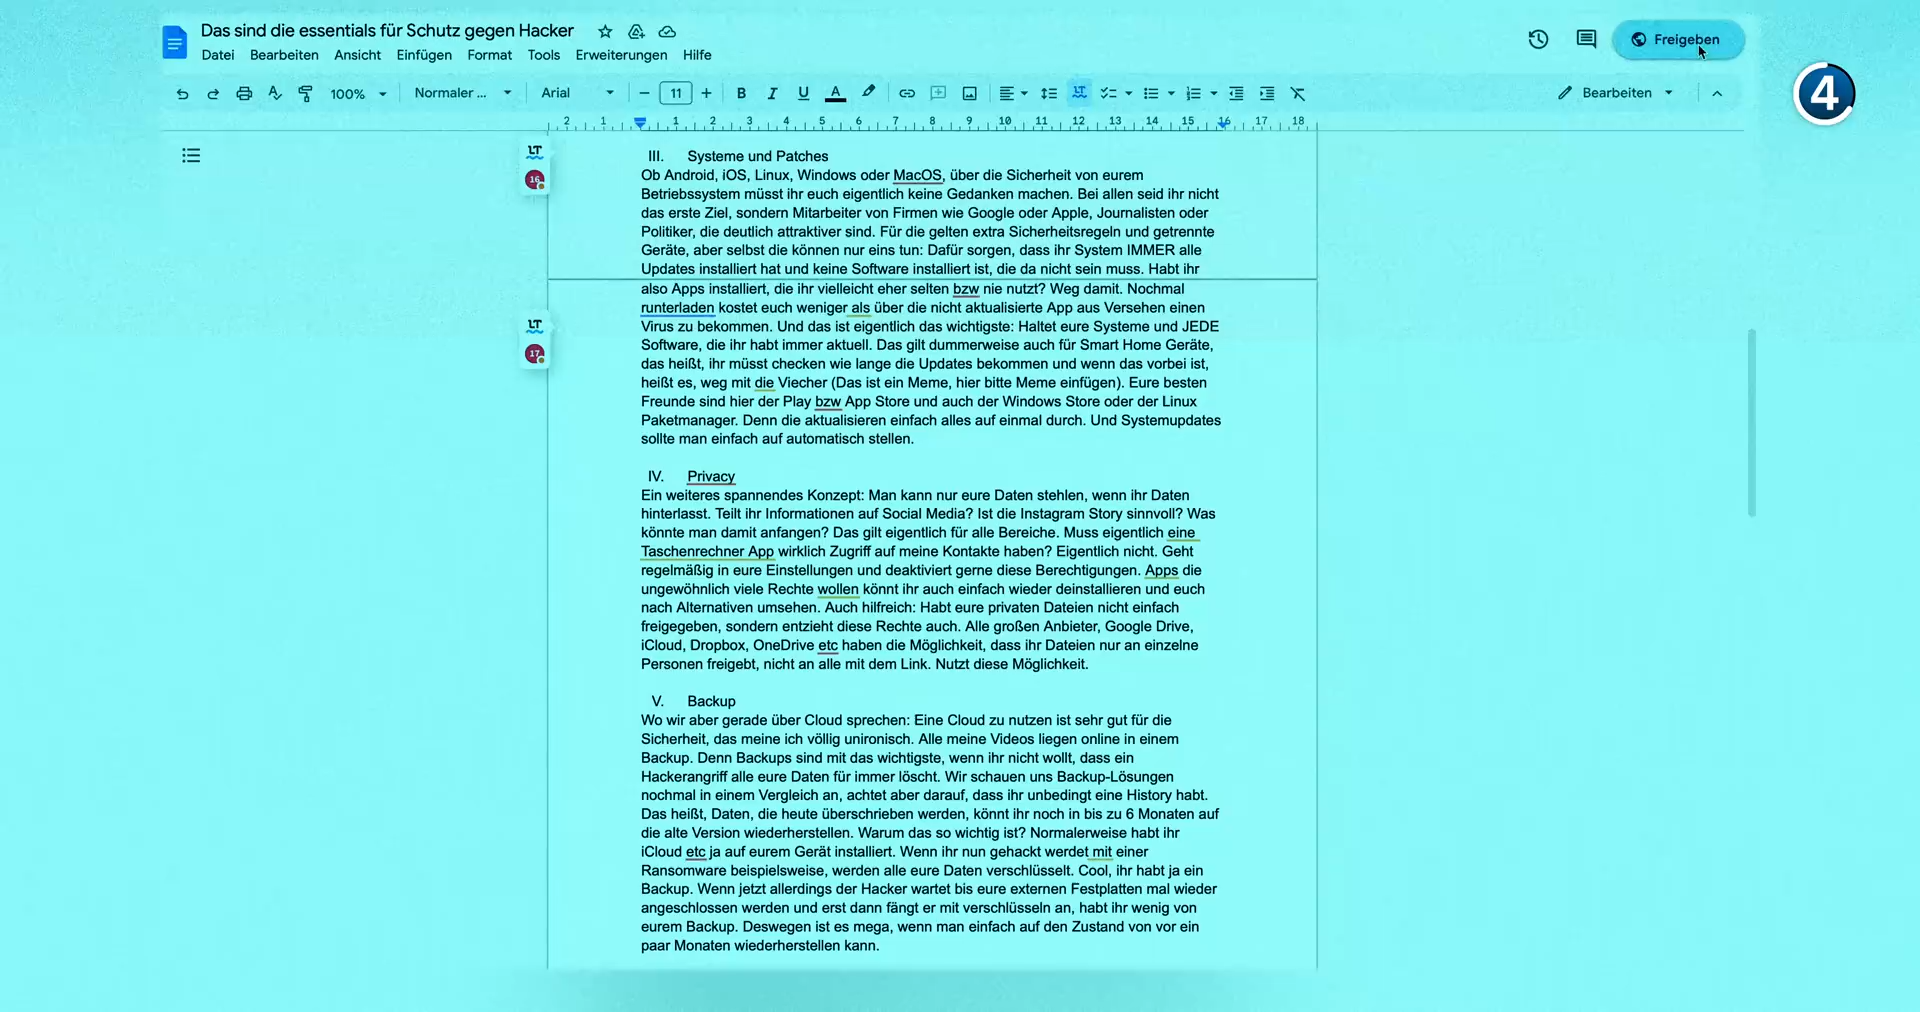 Das sind die essentials für Schutz gegen Hacker
Datei Bearbeiten Ansicht Einfügen Format Tools Erweiterungen Hilfe
Freigeben
4
100% Normaler ... Arial 11 B I U A Bearbeiten
2 1 1 2 3 4 5 6 7 8 9 10 11 12 13 14 15 16 17 18
III. Systeme und Patches
Ob Android, iOS, Linux, Windows oder MacOS, über die Sicherheit von eurem
Betriebssystem müsst ihr euch eigentlich keine Gedanken machen. Bei allen seid ihr nicht
das erste Ziel, sondern Mitarbeiter von Firmen wie Google oder Apple, Journalisten oder
Politiker, die deutlich attraktiver sind. Für die gelten extra Sicherheitsregeln und getrennte
Geräte, aber selbst die können nur eins tun: Dafür sorgen, dass ihr System IMMER alle
Updates installiert hat und keine Software installiert ist, die da nicht sein muss. Habt ihr
also Apps installiert, die ihr vielleicht eher selten bzw nie nutzt? Weg damit. Nochmal
runterladen kostet euch weniger als über die nicht aktualisierte App aus Versehen einen
Virus zu bekommen. Und das ist eigentlich das wichtigste: Haltet eure Systeme und JEDE
Software, die ihr habt immer aktuell. Das gilt dummerweise auch für Smart Home Geräte,
das heißt, ihr müsst checken wie lange die Updates bekommen und wenn das vorbei ist,
heißt es, weg mit die Viecher (Das ist ein Meme, hier bitte Meme einfügen). Eure besten
Freunde sind hier der Play bzw App Store und auch der Windows Store oder der Linux
Paketmanager. Denn die aktualisieren einfach alles auf einmal durch. Und Systemupdates
sollte man einfach auf automatisch stellen.
IV. Privacy
Ein weiteres spannendes Konzept: Man kann nur eure Daten stehlen, wenn ihr Daten
hinterlasst. Teilt ihr Informationen auf Social Media? Ist die Instagram Story sinnvoll? Was
könnte man damit anfangen? Das gilt eigentlich für alle Bereiche. Muss eigentlich eine
Taschenrechner App wirklich Zugriff auf meine Kontakte haben? Eigentlich nicht. Geht
regelmäßig in eure Einstellungen und deaktiviert gerne diese Berechtigungen. Apps die
ungewöhnlich viele Rechte wollen könnt ihr auch einfach wieder deinstallieren und euch
nach Alternativen umsehen. Auch hilfreich: Habt eure privaten Dateien nicht einfach
freigegeben, sondern entzieht diese Rechte auch. Alle großen Anbieter, Google Drive,
iCloud, Dropbox, OneDrive etc haben die Möglichkeit, dass ihr Dateien nur an einzelne
Personen freigebt, nicht an alle mit dem Link. Nutzt diese Möglichkeit.
V. Backup
Wo wir aber gerade über Cloud sprechen: Eine Cloud zu nutzen ist sehr gut für die
Sicherheit, das meine ich völlig unironisch. Alle meine Videos liegen online in einem
Backup. Denn Backups sind mit das wichtigste, wenn ihr nicht wollt, dass ein
Hackerangriff alle eure Daten für immer löscht. Wir schauen uns Backup-Lösungen
nochmal in einem Vergleich an, achtet aber darauf, dass ihr unbedingt eine History habt.
Das heißt, Daten, die heute überschrieben werden, könnt ihr noch in bis zu 6 Monaten auf
die alte Version wiederherstellen. Warum das so wichtig ist? Normalerweise habt ihr
iCloud etc ja auf eurem Gerät installiert. Wenn ihr nun gehackt werdet mit einer
Ransomware beispielsweise, werden alle eure Daten verschlüsselt. Cool, ihr habt ja ein
Backup. Wenn jetzt allerdings der Hacker wartet bis eure externen Festplatten mal wieder
angeschlossen werden und erst dann fängt er mit verschlüsseln an, habt ihr wenig von
eurem Backup. Deswegen ist es mega, wenn man einfach auf den Zustand von vor ein
paar Monaten wiederherstellen kann.
LT
16
LT
17